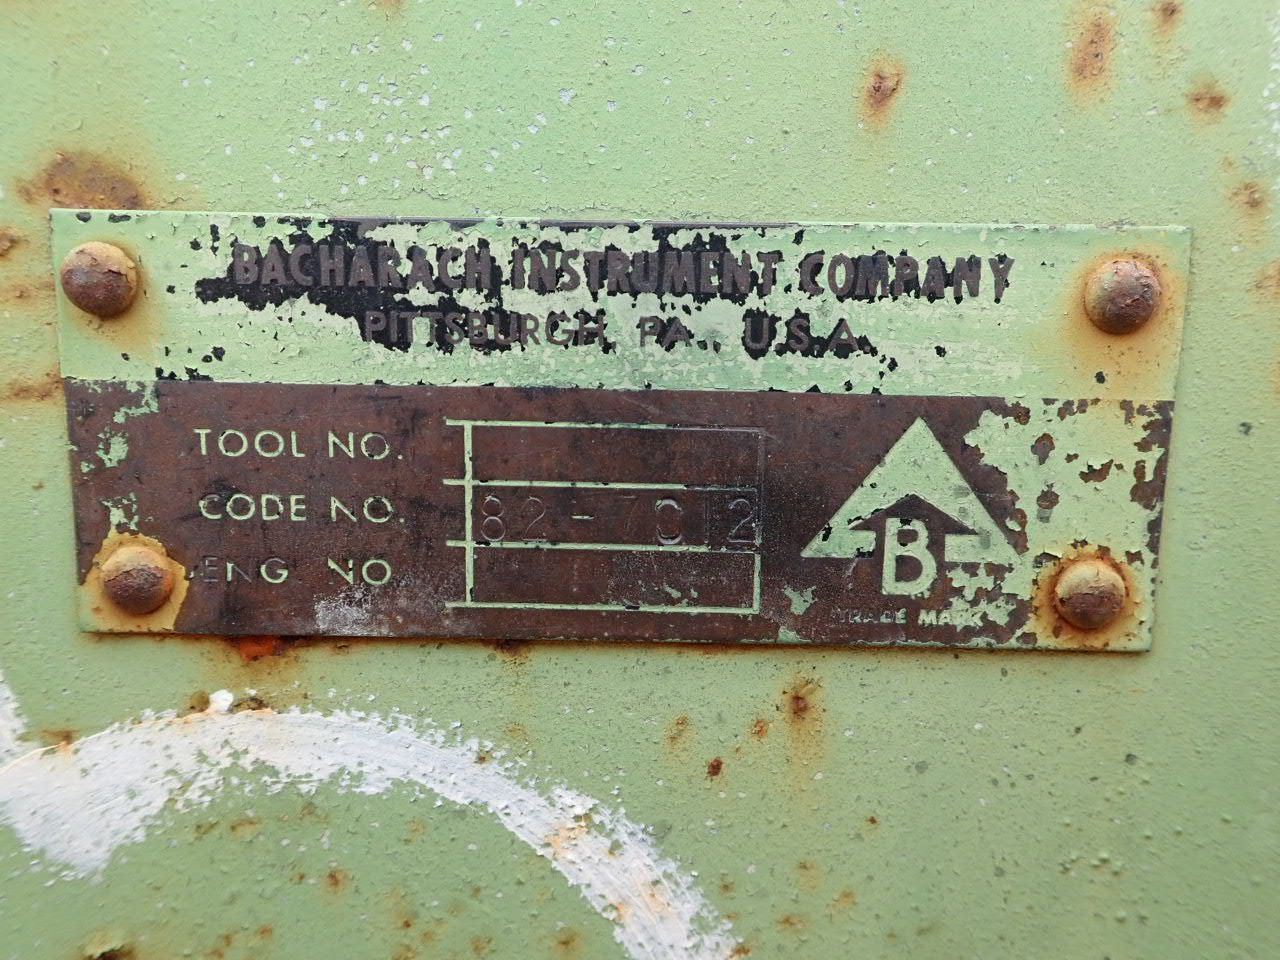 BACHARACH INSTRUMENT COMPANY
PITTSBURGH, PA., U.S.A.
TOOL NO.
CODE NO. 82-7012
ENG NO
B
TRADE MARK